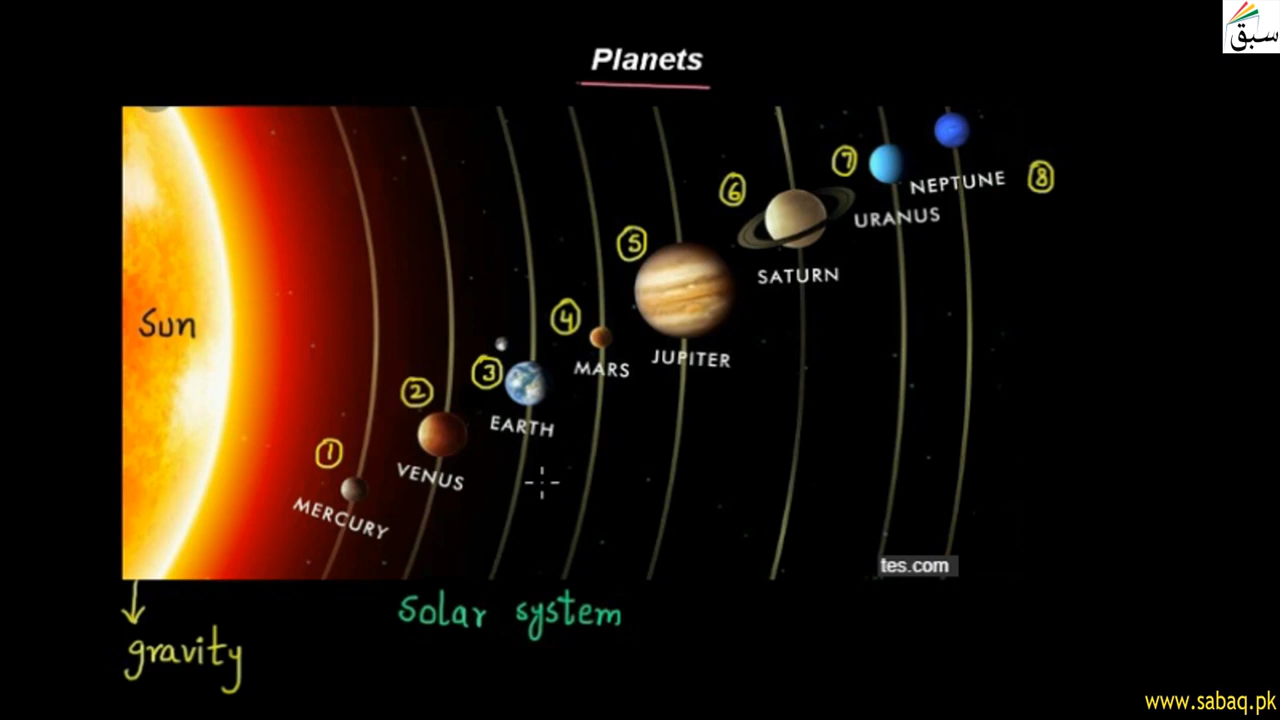 سبق
Planets
8
7
NEPTUNE
6
URANUS
5
SATURN
Sun
4
JUPITER
3
MARS
2
EARTH
1
VENUS
MERCURY
tes.com
solar system
gravity
www.sabaq.pk